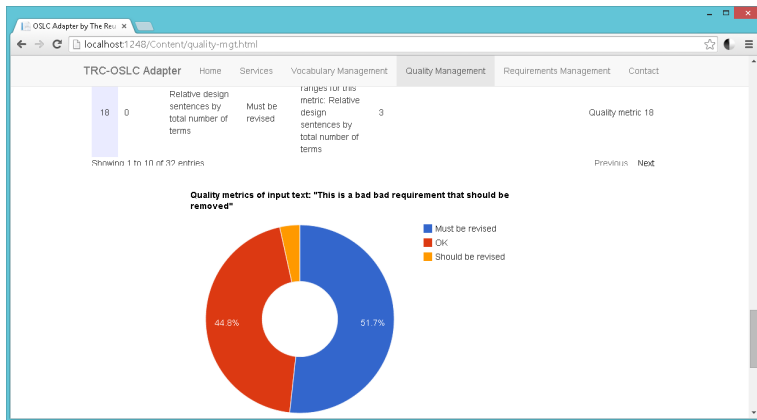 OSLC Adapter by The Reu
localhost:1248/Content/quality-mgt.html
TRC-OSLC Adapter Home Services Vocabulary Management Quality Management Requirements Management Contact
ranges for this
Relative design metric: Relative
sentences by Must be design
18 0 total number of revised sentences by 3 Quality metric 18
terms total number of
terms
Showing 1 to 10 of 32 entries Previous Next
Quality metrics of input text: "This is a bad bad requirement that should be
removed"
Must be revised
OK
Should be revised
44.8% 51.7%